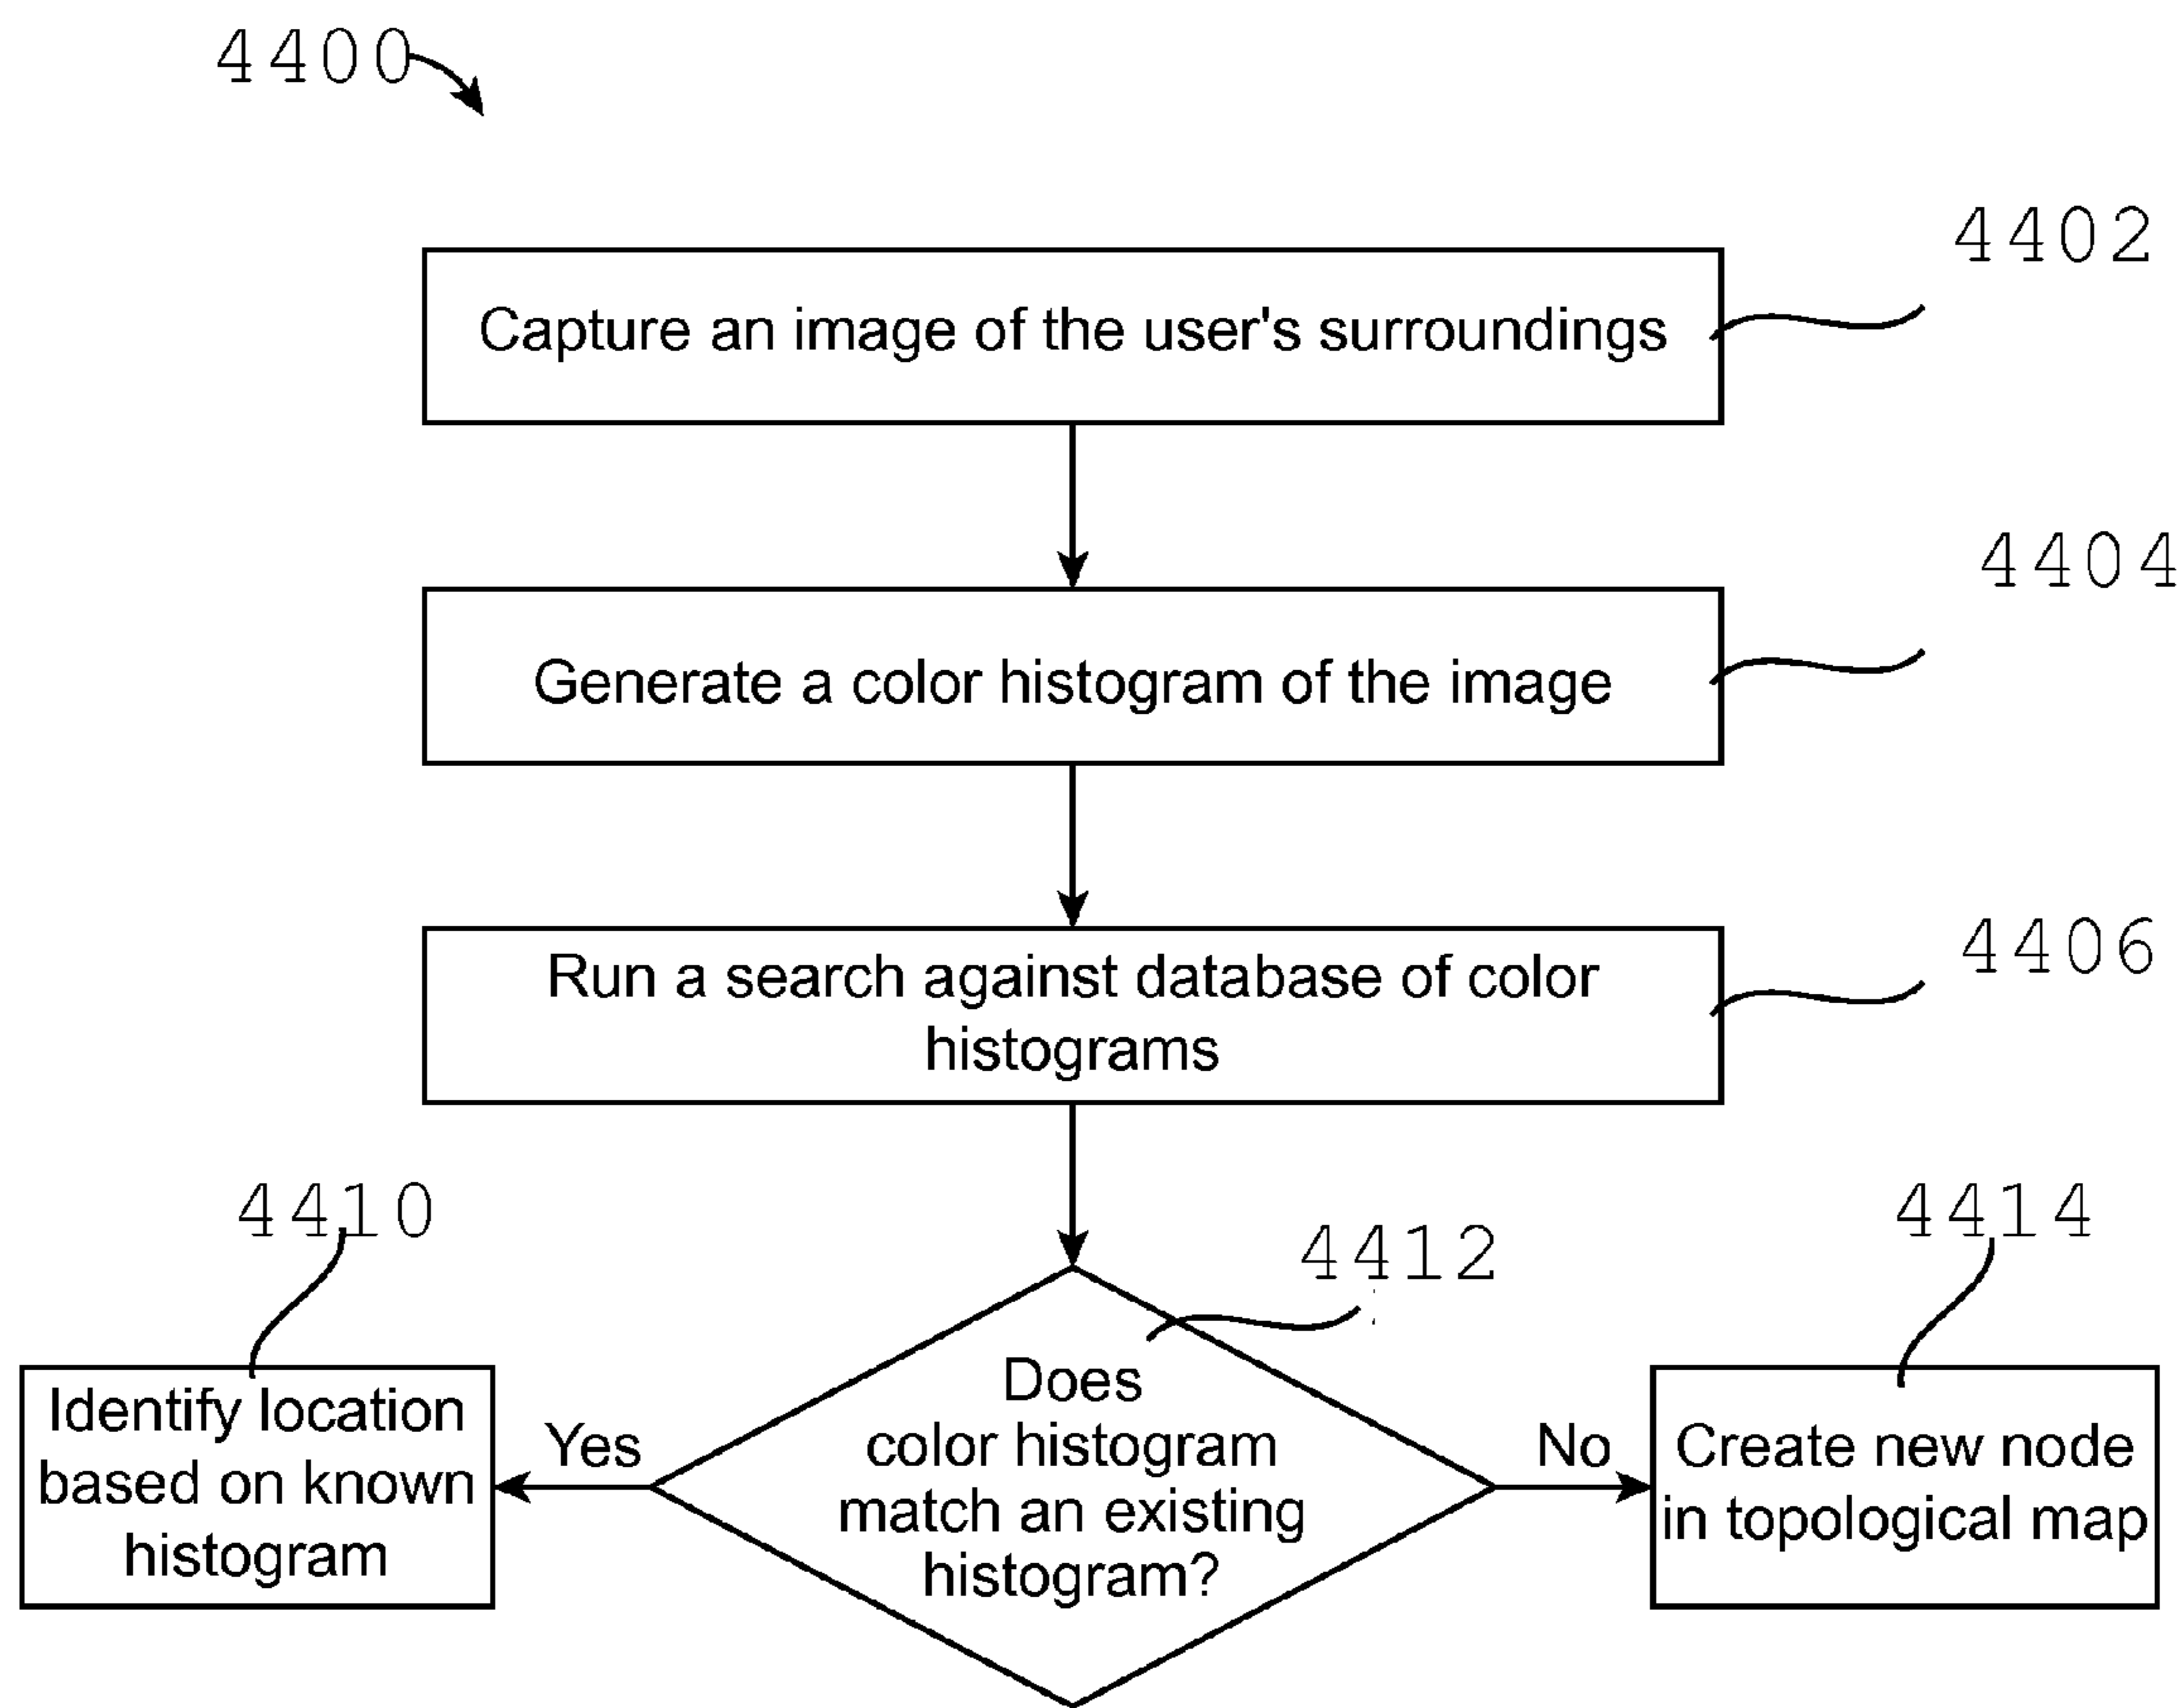 4400
4402
Capture an image of the user's surroundings
4404
Generate a color histogram of the image
4406
Run a search against database of color
histograms
4410
4412
4414
Identify location
based on known
histogram
Yes
Does
color histogram
match an existing
histogram?
No
Create new node
in topological map